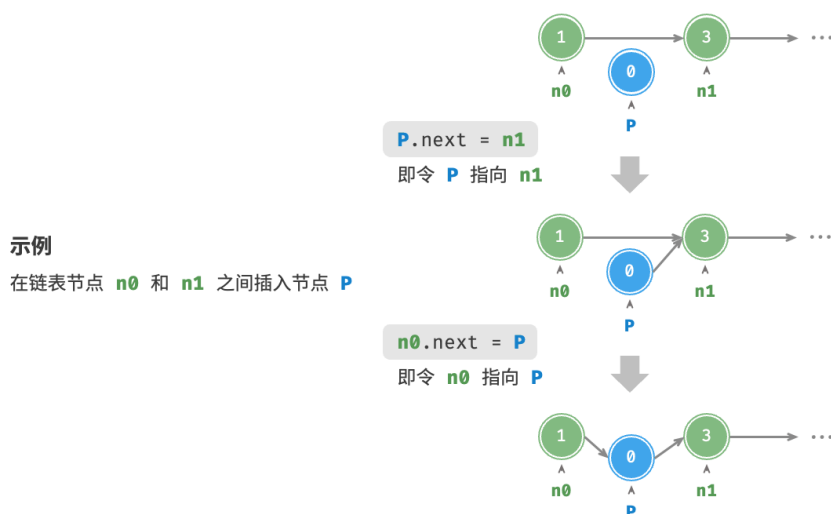 1 3 ...
0
n0 n1
P
P.next = n1
即令 P 指向 n1
1 3 ...
0
示例
n0 n1
在链表节点 n0 和 n1 之间插入节点 P
P
n0.next = P
即令 n0 指向 P
1 3 ...
0
n0 n1
P